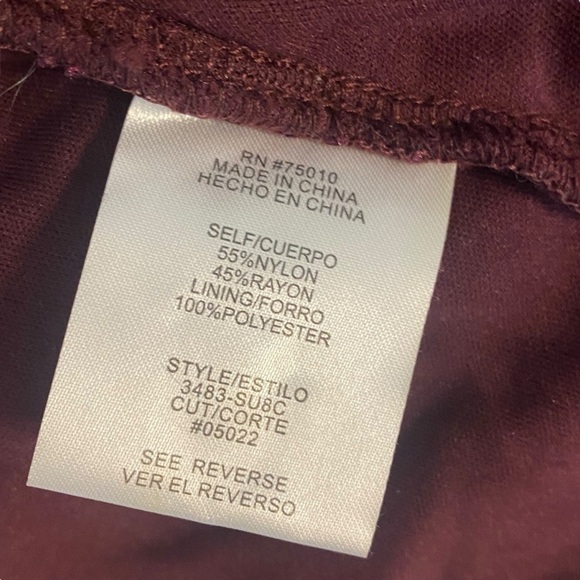 RN #75010
MADE IN CHINA
HECHO EN CHINA
SELF/CUERPO
55%NYLON
45%RAYON
LINING/FORRO
100%POLYESTER
STYLE/ESTILO
3483-SU8C
CUT/CORTE
#05022
SEE REVERSE
VER EL REVERSO